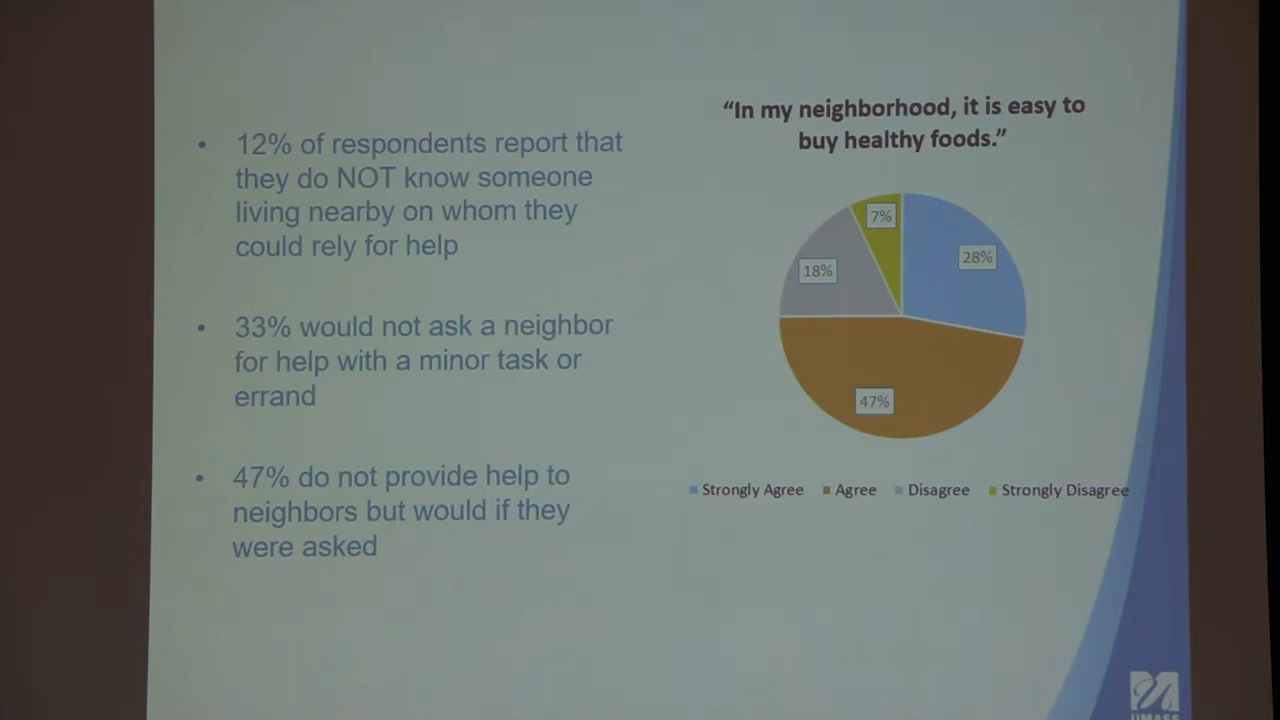 • 12% of respondents report that
they do NOT know someone
living nearby on whom they
could rely for help
• 33% would not ask a neighbor
for help with a minor task or
errand
• 47% do not provide help to
neighbors but would if they
were asked
“In my neighborhood, it is easy to
buy healthy foods.”
7%
28%
18%
47%
Strongly Agree Agree Disagree Strongly Disagree
UMASS